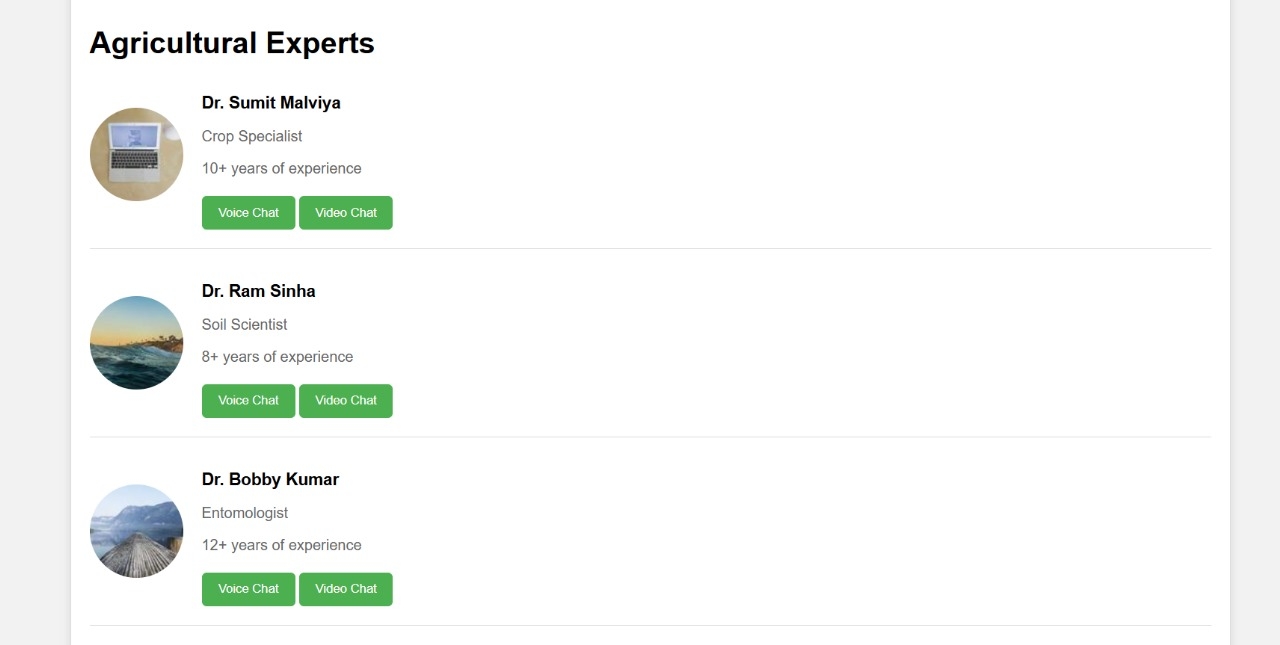 Agricultural Experts
Dr. Sumit Malviya
Crop Specialist
10+ years of experience
Voice Chat Video Chat
Dr. Ram Sinha
Soil Scientist
8+ years of experience
Voice Chat Video Chat
Dr. Bobby Kumar
Entomologist
12+ years of experience
Voice Chat Video Chat